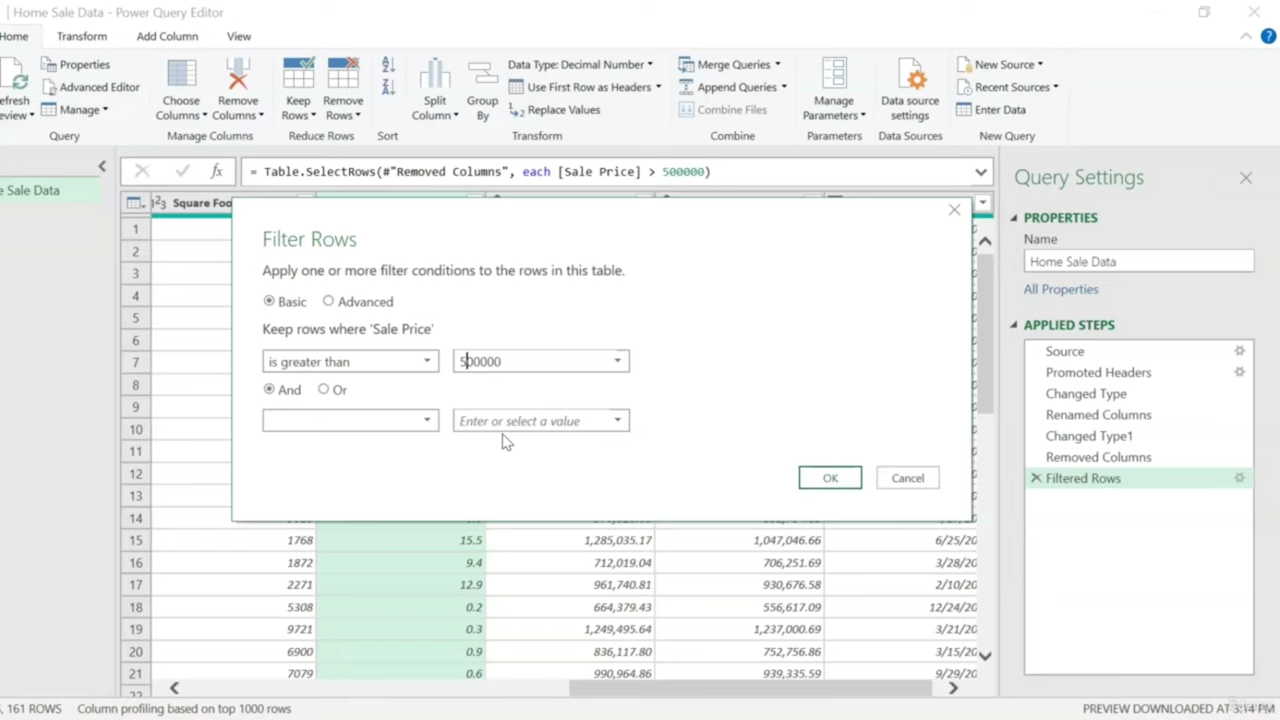 | Home Sale Data - Power Query Editor
Home Transform Add Column View
Properties
Advanced Editor
Manage
Query
Choose Columns
Remove Columns
Manage Columns
Keep Rows
Remove Rows
Reduce Rows
Sort
Split Column
Group By
Data Type: Decimal Number
Use First Row as Headers
Replace Values
Transform
Merge Queries
Append Queries
Combine Files
Combine
Manage Parameters
Parameters
Data source settings
Data Sources
New Source
Recent Sources
Enter Data
New Query
e Sale Data
fx = Table.SelectRows(#"Removed Columns", each [Sale Price] > 500000)
Square Foo
Filter Rows
Apply one or more filter conditions to the rows in this table.
Basic Advanced
Keep rows where 'Sale Price'
is greater than 500000
And Or
Enter or select a value
OK Cancel
1
2
3
4
5
6
7
8
9
10
11
12
13
14
15 1768 15.5 1,285,035.17 1,047,046.66 6/25/20
16 1872 9.4 712,019.04 706,251.69 3/28/20
17 2271 12.9 961,740.81 930,676.58 2/10/20
18 5308 0.2 664,379.43 556,617.09 12/24/20
19 9721 0.3 1,249,495.64 1,237,000.69 3/21/20
20 6900 0.9 836,117.80 752,756.86 3/15/20
21 7079 0.6 990,964.86 939,335.59 9/29/20
Query Settings
PROPERTIES
Name
Home Sale Data
All Properties
APPLIED STEPS
Source
Promoted Headers
Changed Type
Renamed Columns
Changed Type1
Removed Columns
Filtered Rows
, 161 ROWS Column profiling based on top 1000 rows
PREVIEW DOWNLOADED AT 3:14 PM